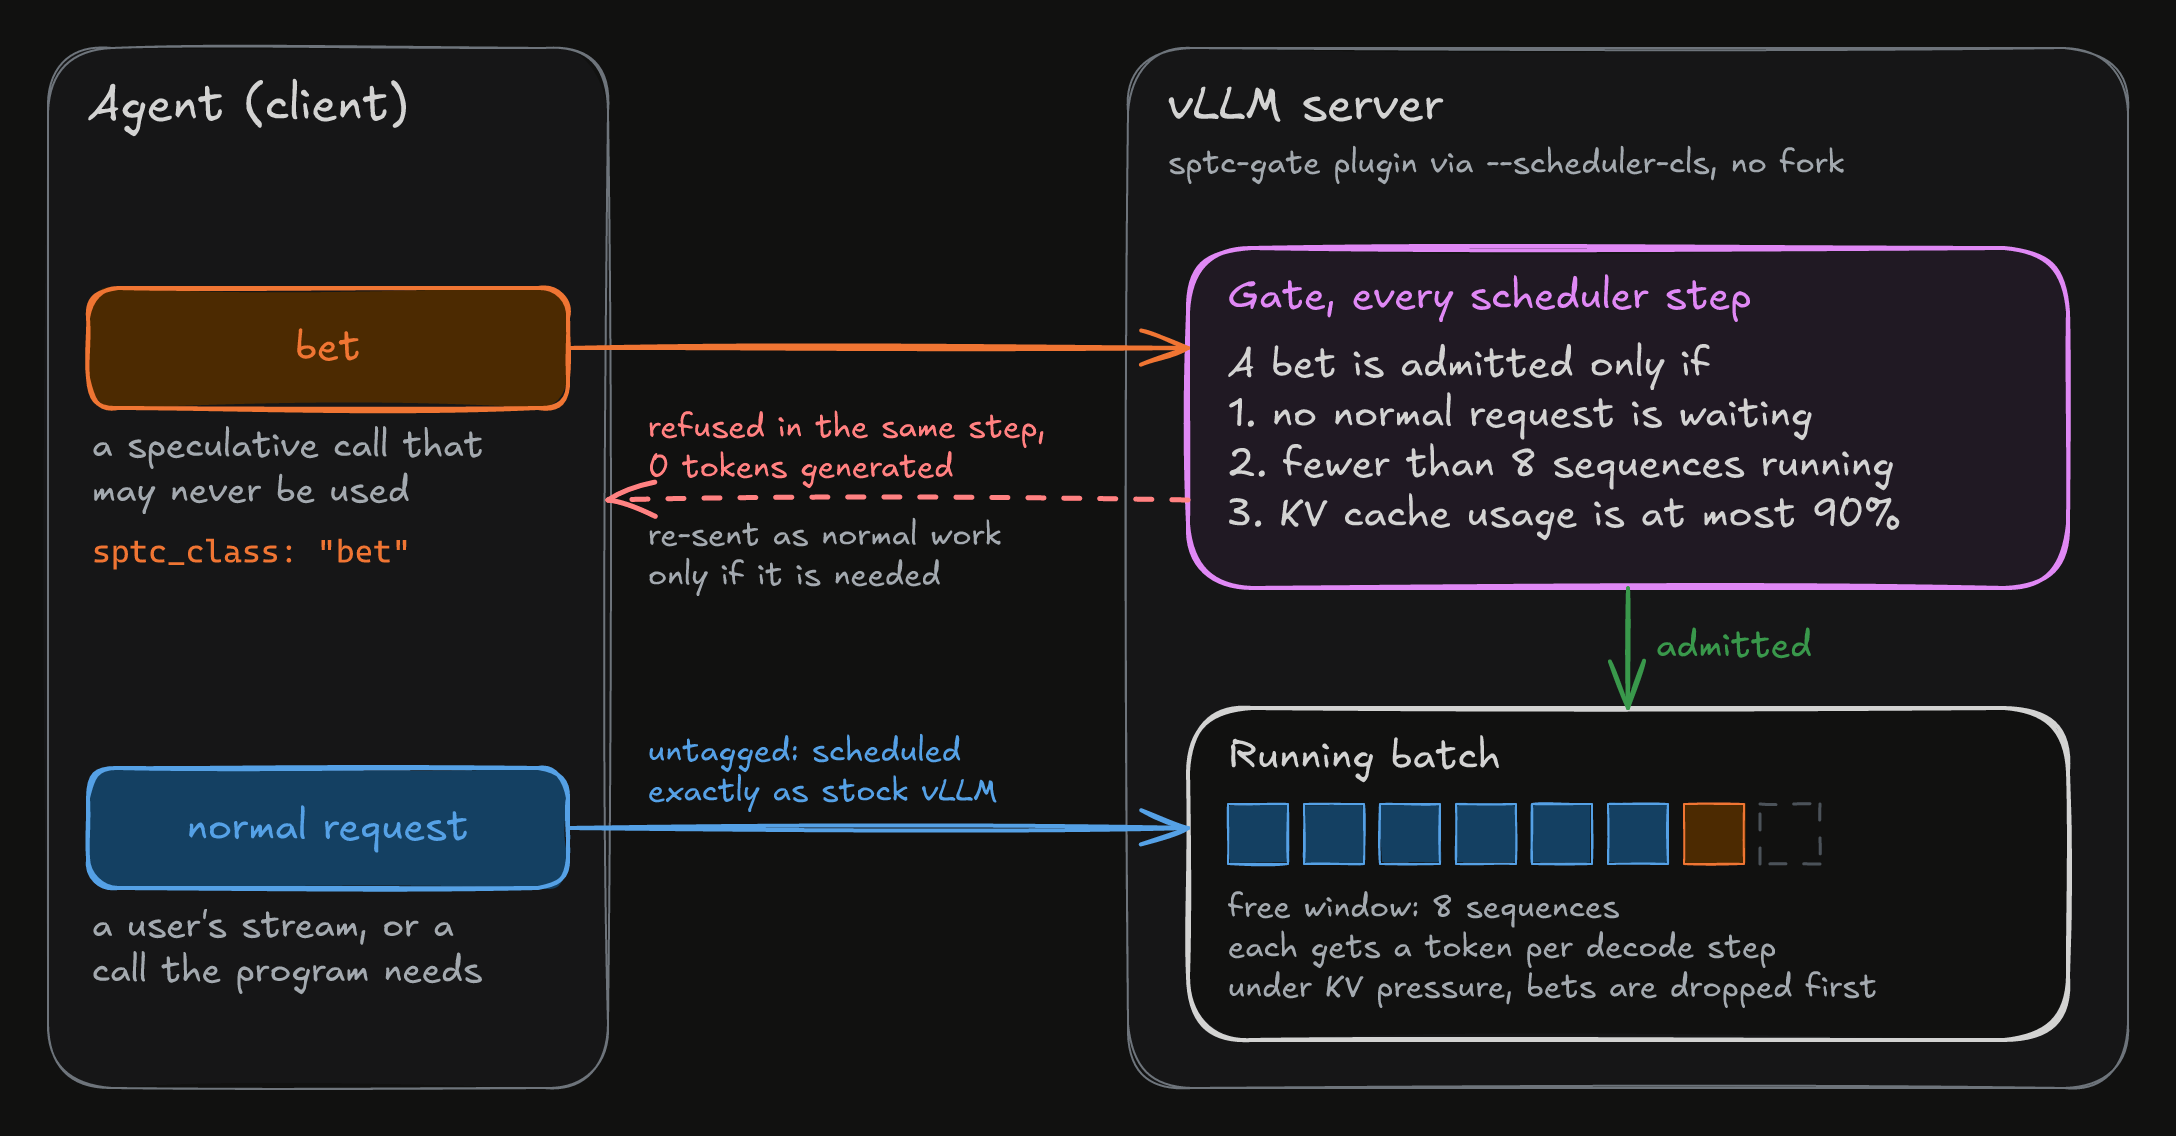 Agent (client)
bet
a speculative call that
may never be used
sptc_class: "bet"
normal request
a user's stream, or a
call the program needs
refused in the same step,
0 tokens generated
re-sent as normal work
only if it is needed
untagged: scheduled
exactly as stock vLLM
vLLM server
sptc-gate plugin via --scheduler-cls, no fork
Gate, every scheduler step
A bet is admitted only if
1. no normal request is waiting
2. fewer than 8 sequences running
3. KV cache usage is at most 90%
admitted
Running batch
free window: 8 sequences
each gets a token per decode step
under KV pressure, bets are dropped first